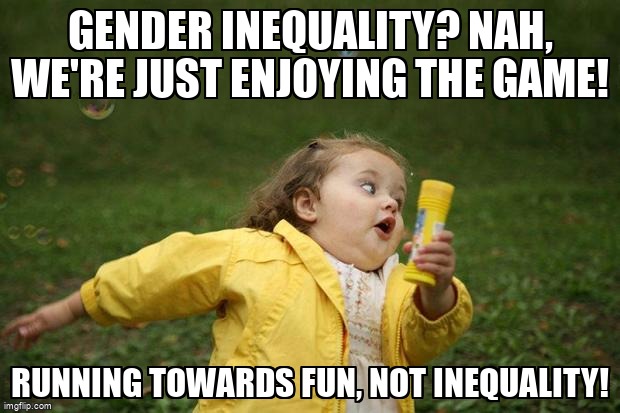 GENDER INEQUALITY? NAH,
WE'RE JUST ENJOYING THE GAME!
RUNNING TOWARDS FUN, NOT INEQUALITY!
imgflip.com